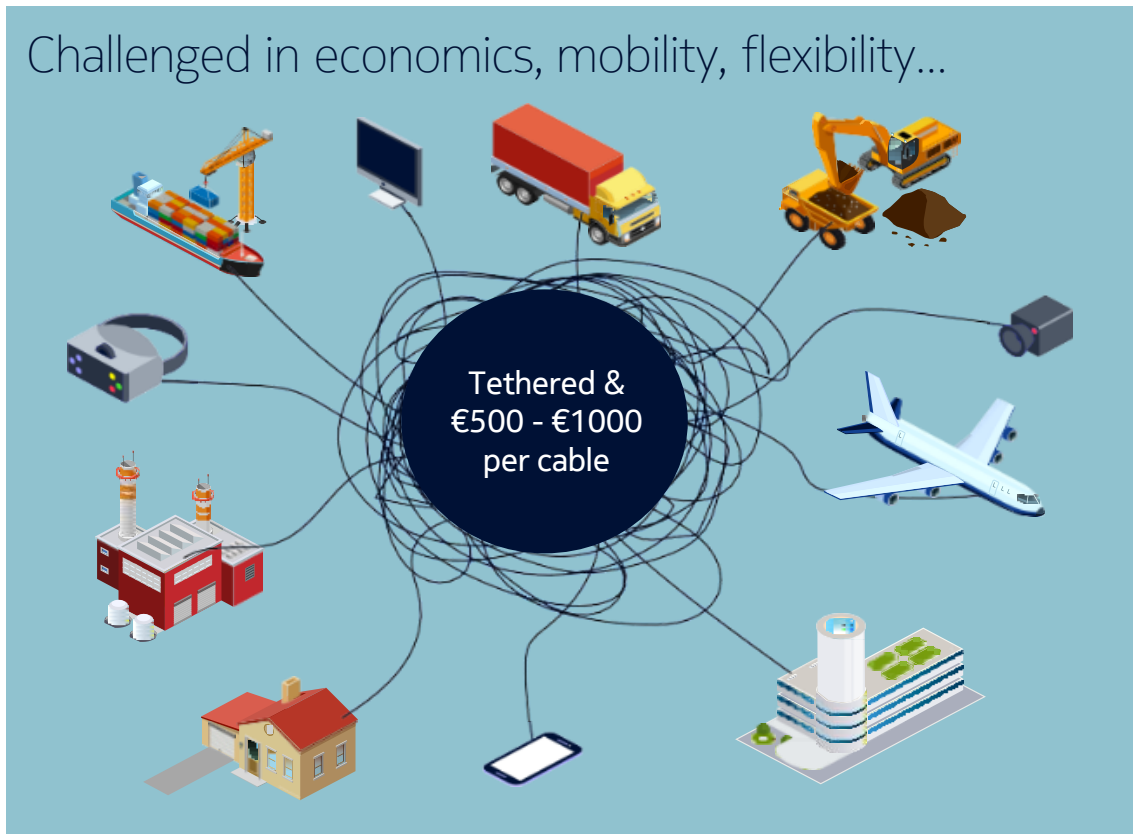 Challenged in economics, mobility, flexibility...
Tethered &
€500 - €1000
per cable